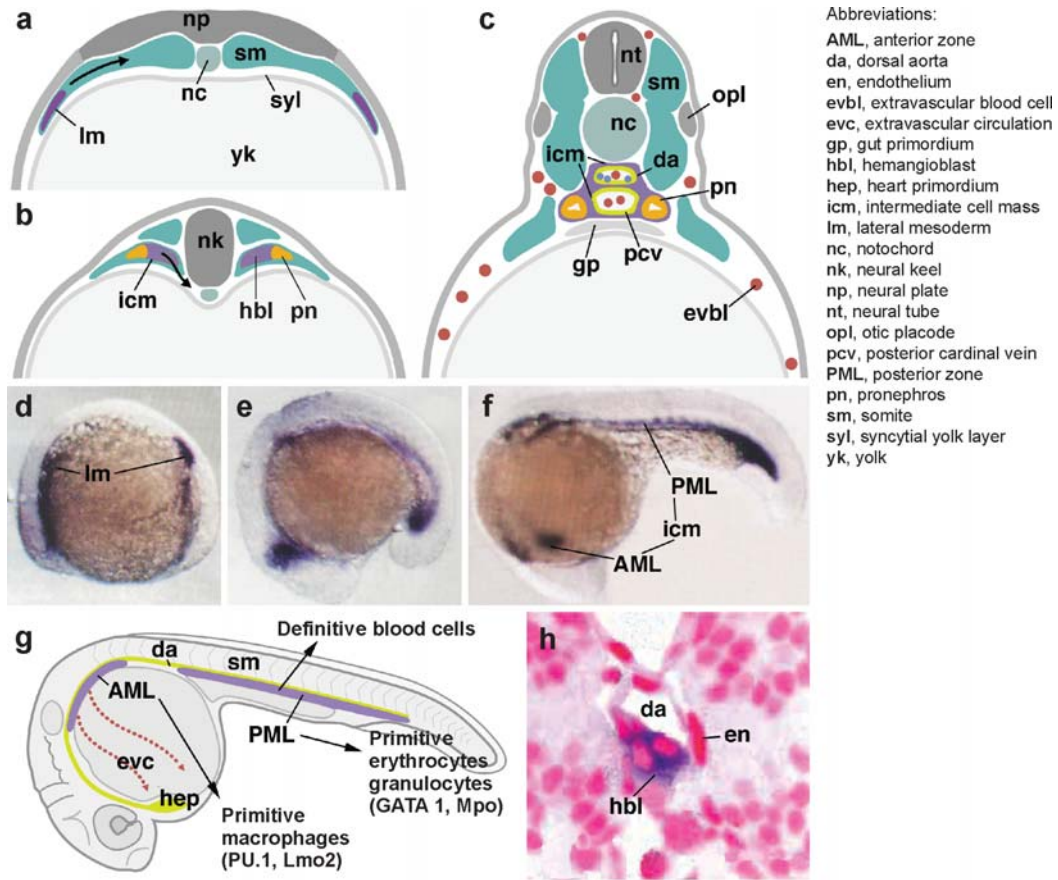 a
np
sm
nc
syl
lm
yk
b
nk
icm
hbl
pn
c
nt
sm
opl
nc
icm
da
pn
gp
pcv
evbl
Abbreviations:
AML, anterior zone
da, dorsal aorta
en, endothelium
evbl, extravascular blood cell
evc, extravascular circulation
gp, gut primordium
hbl, hemangioblast
hep, heart primordium
icm, intermediate cell mass
lm, lateral mesoderm
nc, notochord
nk, neural keel
np, neural plate
nt, neural tube
opl, otic placode
pcv, posterior cardinal vein
PML, posterior zone
pn, pronephros
sm, somite
syl, syncytial yolk layer
yk, yolk
d
lm
e
f
PML
icm
AML
g
Definitive blood cells
da
sm
AML
PML
evc
hep
Primitive
erythrocytes
granulocytes
(GATA 1, Mpo)
Primitive
macrophages
(PU.1, Lmo2)
h
da
en
hbl